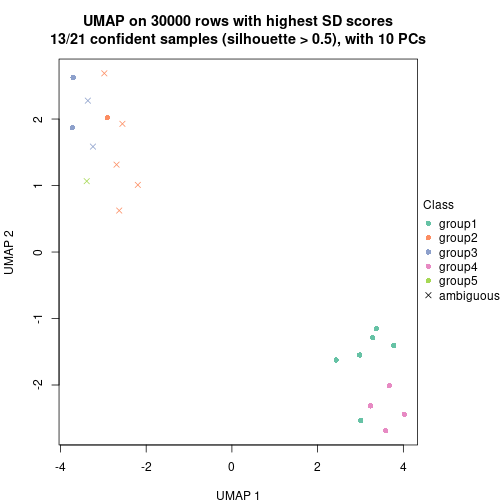 UMAP on 30000 rows with highest SD scores
13/21 confident samples (silhouette > 0.5), with 10 PCs
UMAP 2
2
1
0
-1
-2
-4
-2
0
2
4
UMAP 1
Class
group1
group2
group3
group4
group5
ambiguous